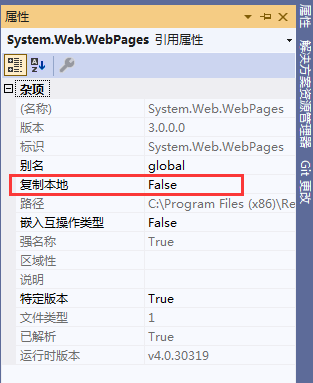 属性
System.Web.WebPages 引用属性
杂项
(名称) System.Web.WebPages
版本 3.0.0.0
标识 System.Web.WebPages
别名 global
复制本地 False
路径 C:\Program Files (x86)\Re
嵌入互操作类型 False
强名称 True
区域性
说明
特定版本 True
文件类型 1
已解析 True
运行时版本 v4.0.30319
属性
解决方案资源管理器
Git 更改